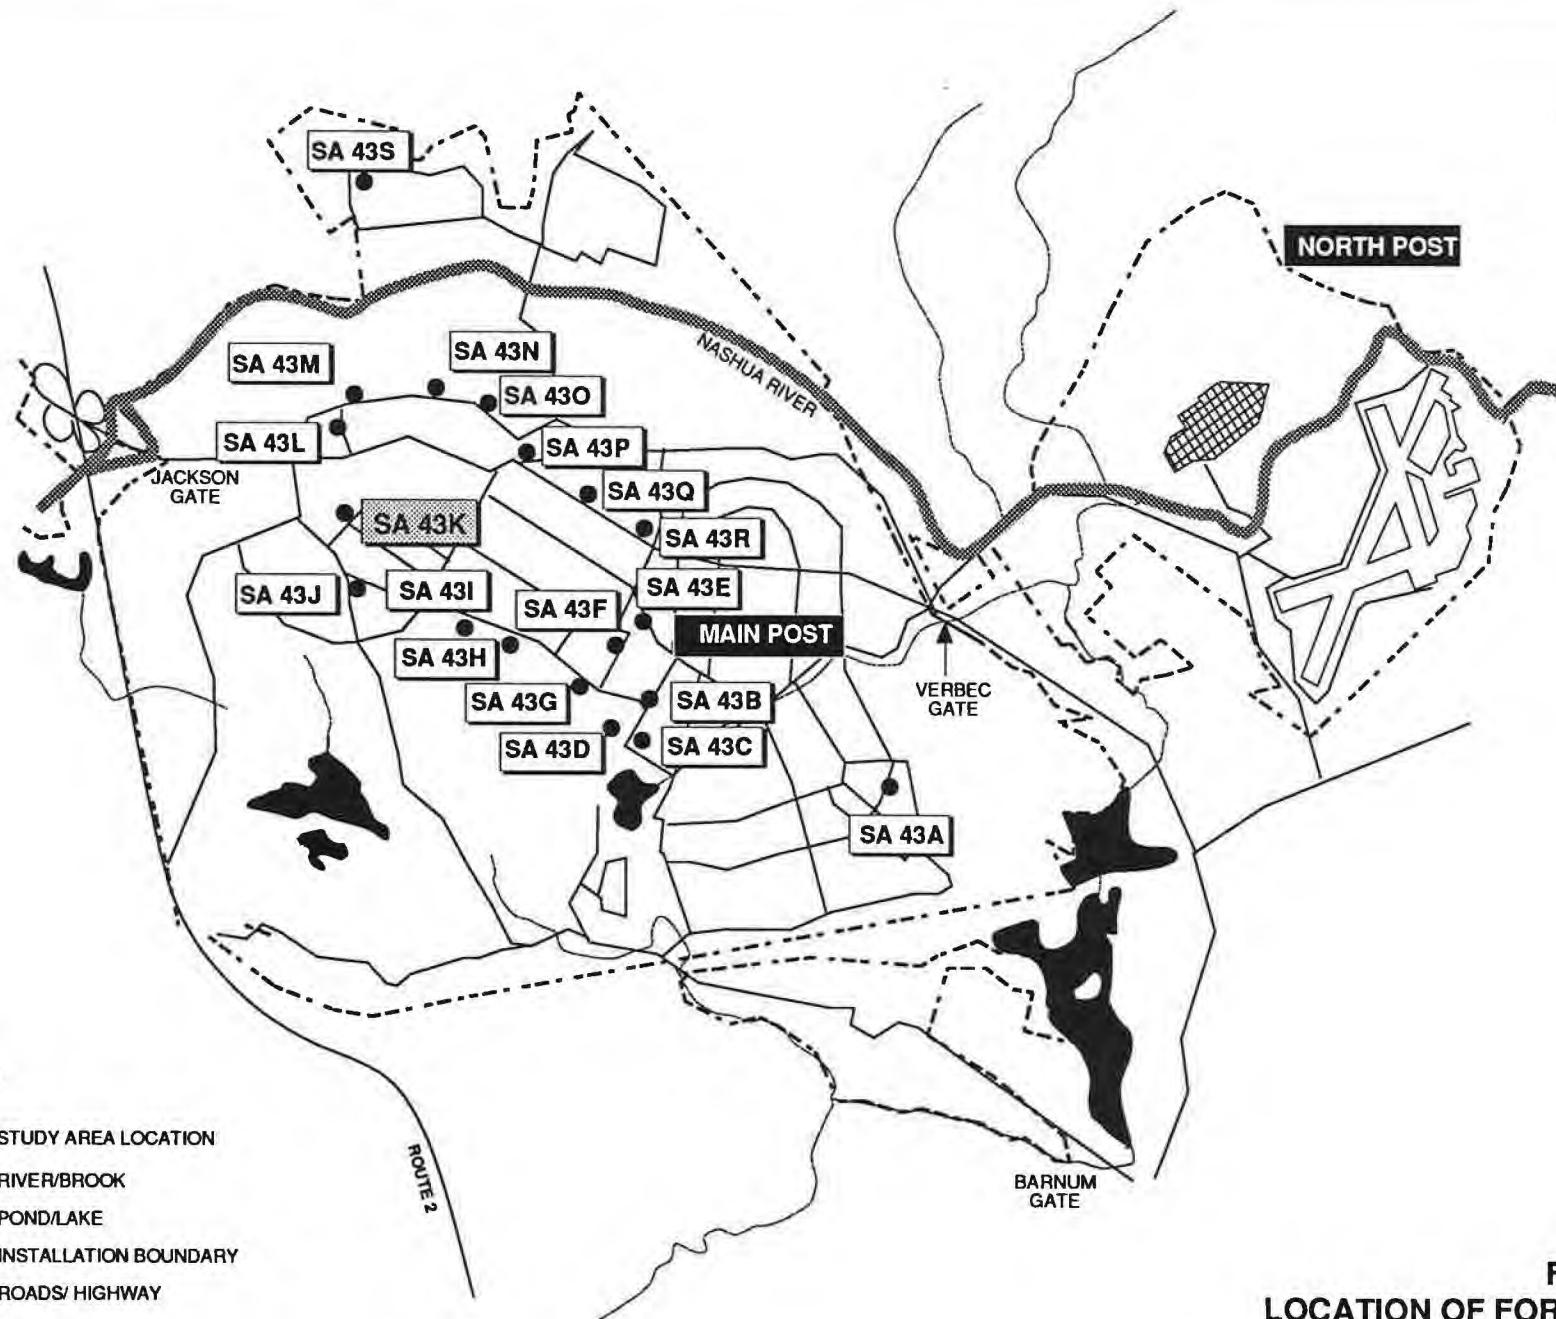 SA 43S
NORTH POST
SA 43M
SA 43N
NASHUA RIVER
SA 43O
SA 43L
SA 43P
JACKSON
GATE
SA 43Q
SA 43K
SA 43R
SA 43J
SA 43I
SA 43F
SA 43E
MAIN POST
SA 43H
SA 43G
SA 43B
VERBEC
GATE
SA 43D
SA 43C
SA 43A
STUDY AREA LOCATION
RIVER/BROOK
POND/LAKE
INSTALLATION BOUNDARY
ROADS/ HIGHWAY
ROUTE 2
BARNUM
GATE
LOCATION OF FOR